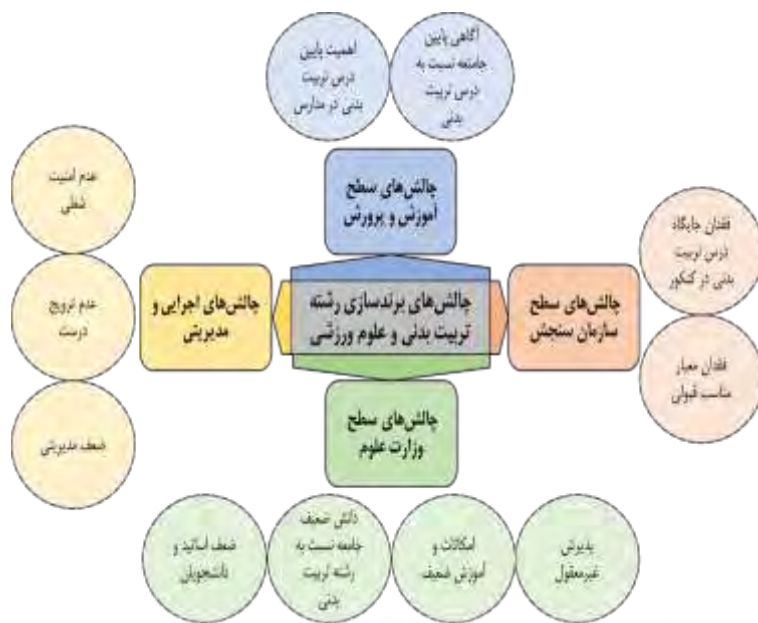 آگاهی پایین
جامعه نسبت به
درس تربیت
بدنی
اهمیت پایین
درس تربیت
بدنی در مدارس
چالش‌های سطح
آموزش و پرورش
عدم امنیت
شغلی
عدم ترویج
درست
ضعف مدیریتی
چالش‌های اجرایی و
مدیریتی
چالش‌های برندسازی رشته
تربیت بدنی و علوم ورزشی
چالش‌های سطح
سازمان سنجش
فقدان جایگاه
درس تربیت
بدنی در کنکور
فقدان معیار
مناسب قبولی
چالش‌های سطح
وزارت علوم
پذیرش
غیرمعقول
امکانات و
آموزش ضعیف
دانش ضعیف
جامعه نسبت به
رشته تربیت
بدنی
ضعف اساتید و
دانشجویان